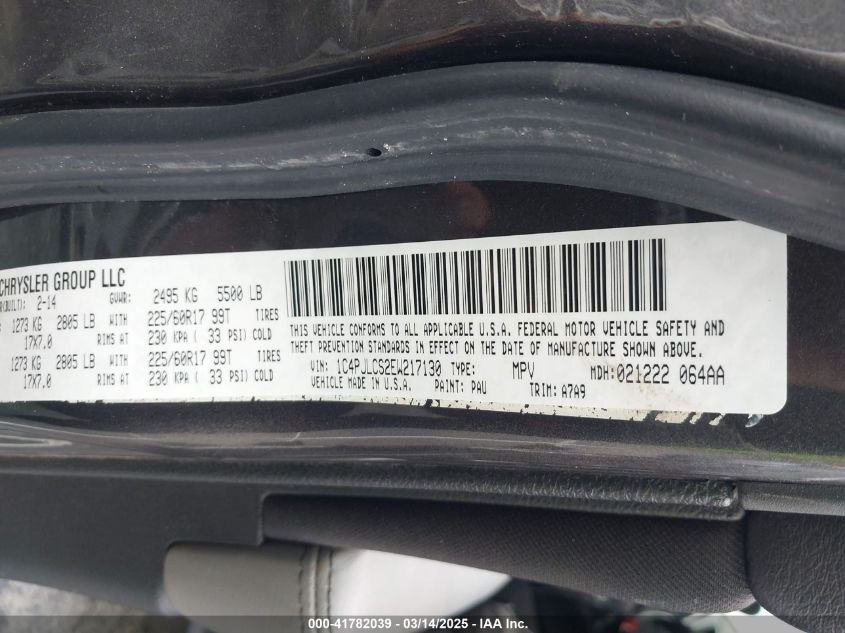 CHRYSLER GROUP LLC
R(BUILT): 2-14 GVWR: 2495 KG 5500 LB
1273 KG 2805 LB WITH 225/60R17 99T TIRES
17X7.0 RIMS AT 230 KPA ( 33 PSI) COLD
1273 KG 2805 LB WITH 225/60R17 99T TIRES
17X7.0 RIMS AT 230 KPA ( 33 PSI) COLD
THIS VEHICLE CONFORMS TO ALL APPLICABLE U.S.A. FEDERAL MOTOR VEHICLE SAFETY AND
THEFT PREVENTION STANDARDS IN EFFECT ON THE DATE OF MANUFACTURE SHOWN ABOVE.
VIN: 1C4PJLCS2EW217130 TYPE: MPV MDH:021222 064AA
VEHICLE MADE IN U.S.A. PAINT: PAU TRIM: A7A9
000-41782039 - 03/14/2025 - IAA Inc.